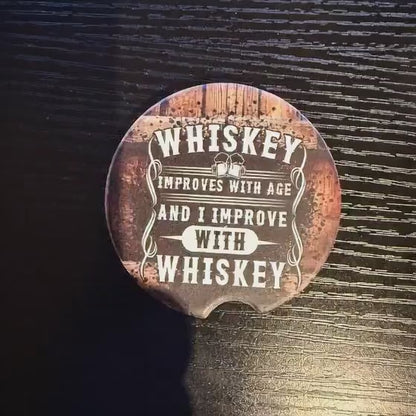 WHISKEY
IMPROVES WITH AGE
AND I IMPROVE
WITH
WHISKEY